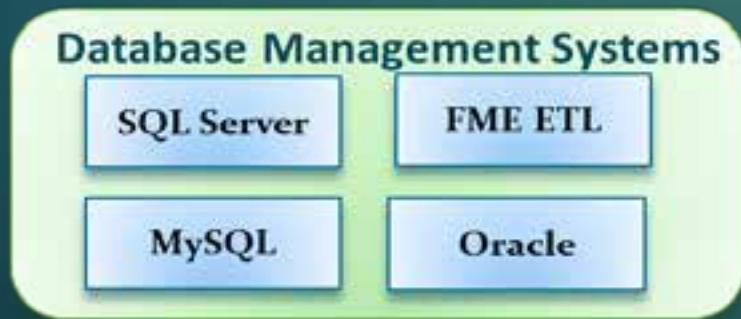 Database Management Systems
SQL Server
FME ETL
MySQL
Oracle